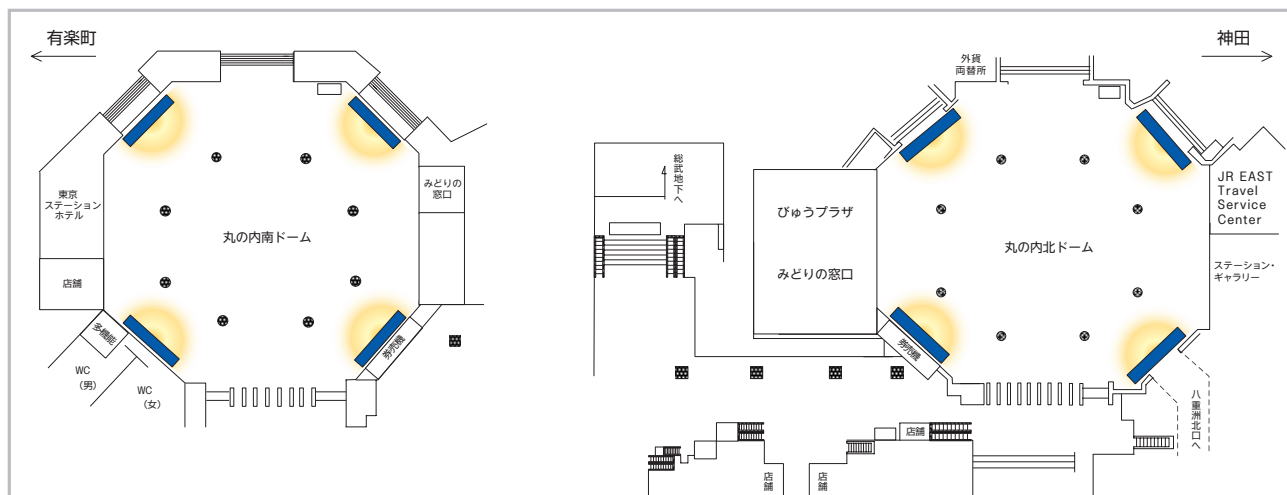 有楽町
東京
ステーション
ホテル
店舗
多機能
WC
(男)
WC
(女)
丸の内南ドーム
みどりの
窓口
券売機
神田
外貨
両替所
総武地下へ
びゅうプラザ
みどりの窓口
丸の内北ドーム
JR EAST
Travel
Service
Center
ステーション・
ギャラリー
券売機
八重洲北口へ
店舗
店舗
店舗